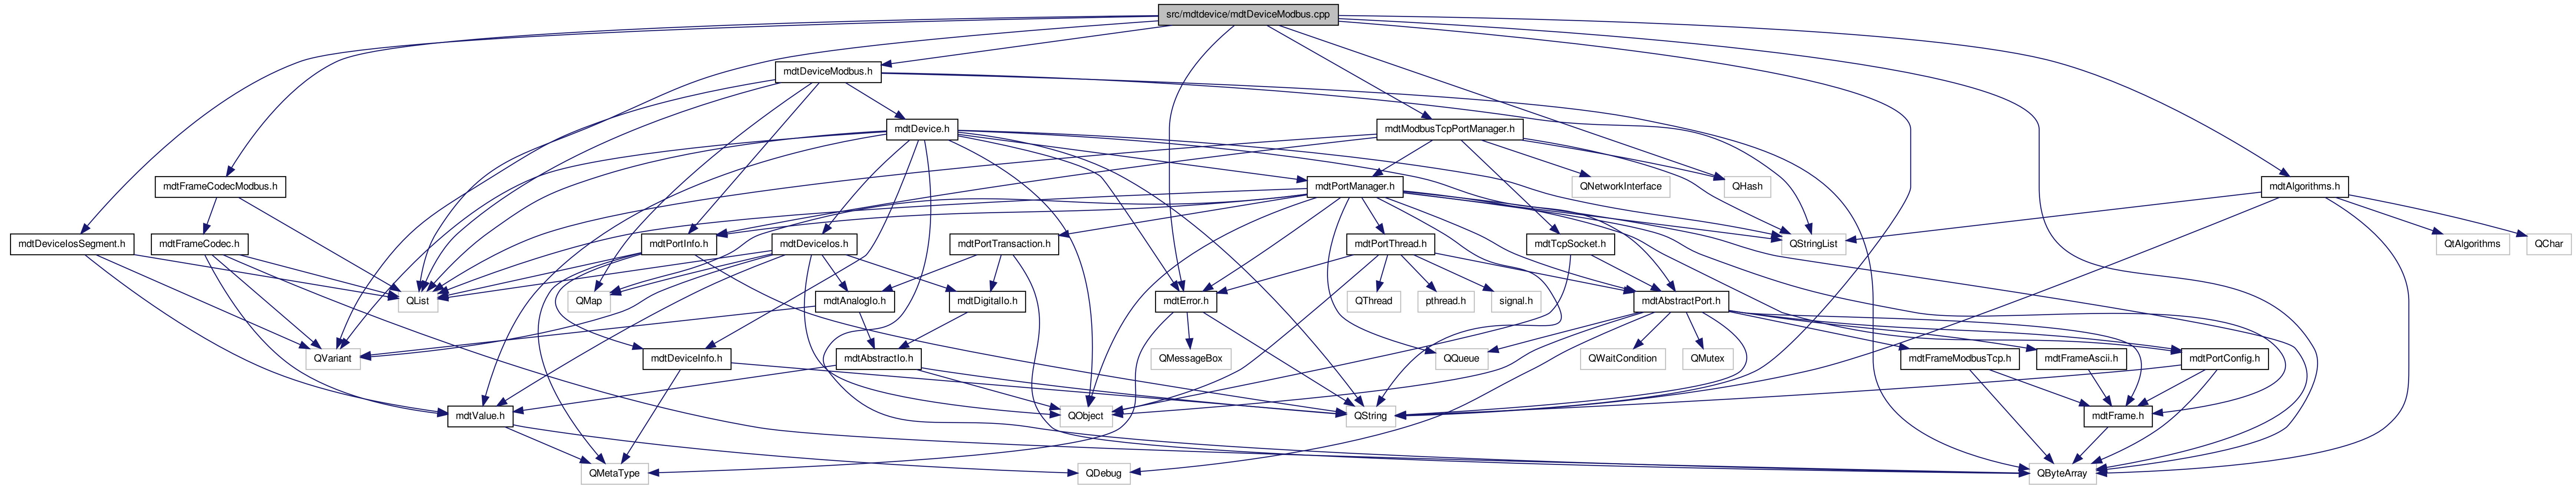 src/mdtdevice/mdtDeviceModbus.cpp
mdtDeviceModbus.h
mdtDevice.h
mdtModbusTcpPortManager.h
mdtFrameCodecModbus.h
mdtPortManager.h
QNetworkInterface
QHash
mdtAlgorithms.h
mdtDeviceIosSegment.h
mdtFrameCodec.h
mdtPortInfo.h
mdtDeviceIos.h
mdtPortTransaction.h
mdtPortThread.h
mdtTcpSocket.h
QStringList
QtAlgorithms
QChar
QList
QMap
mdtAnalogIo.h
mdtDigitalIo.h
mdtError.h
QThread
pthread.h
signal.h
mdtAbstractPort.h
QVariant
mdtDeviceInfo.h
mdtAbstractIo.h
QMessageBox
QQueue
QWaitCondition
QMutex
mdtFrameModbusTcp.h
mdtFrameAscii.h
mdtPortConfig.h
mdtValue.h
QObject
QString
mdtFrame.h
QMetaType
QDebug
QByteArray